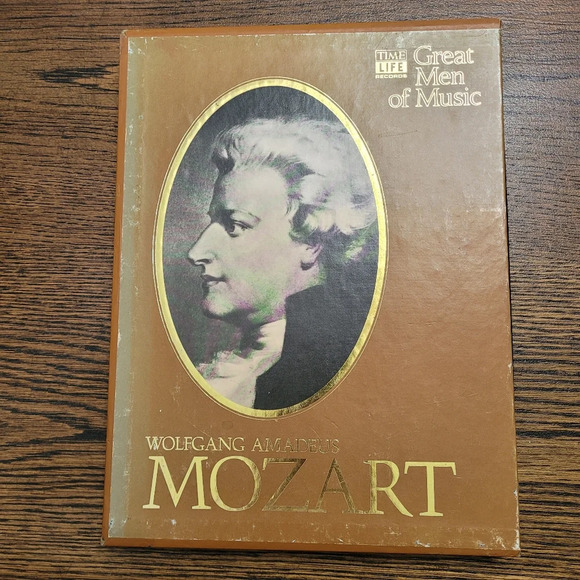 TIME
LIFE
RECORDS
Great
Men
of Music
WOLFGANG AMADEUS
MOZART